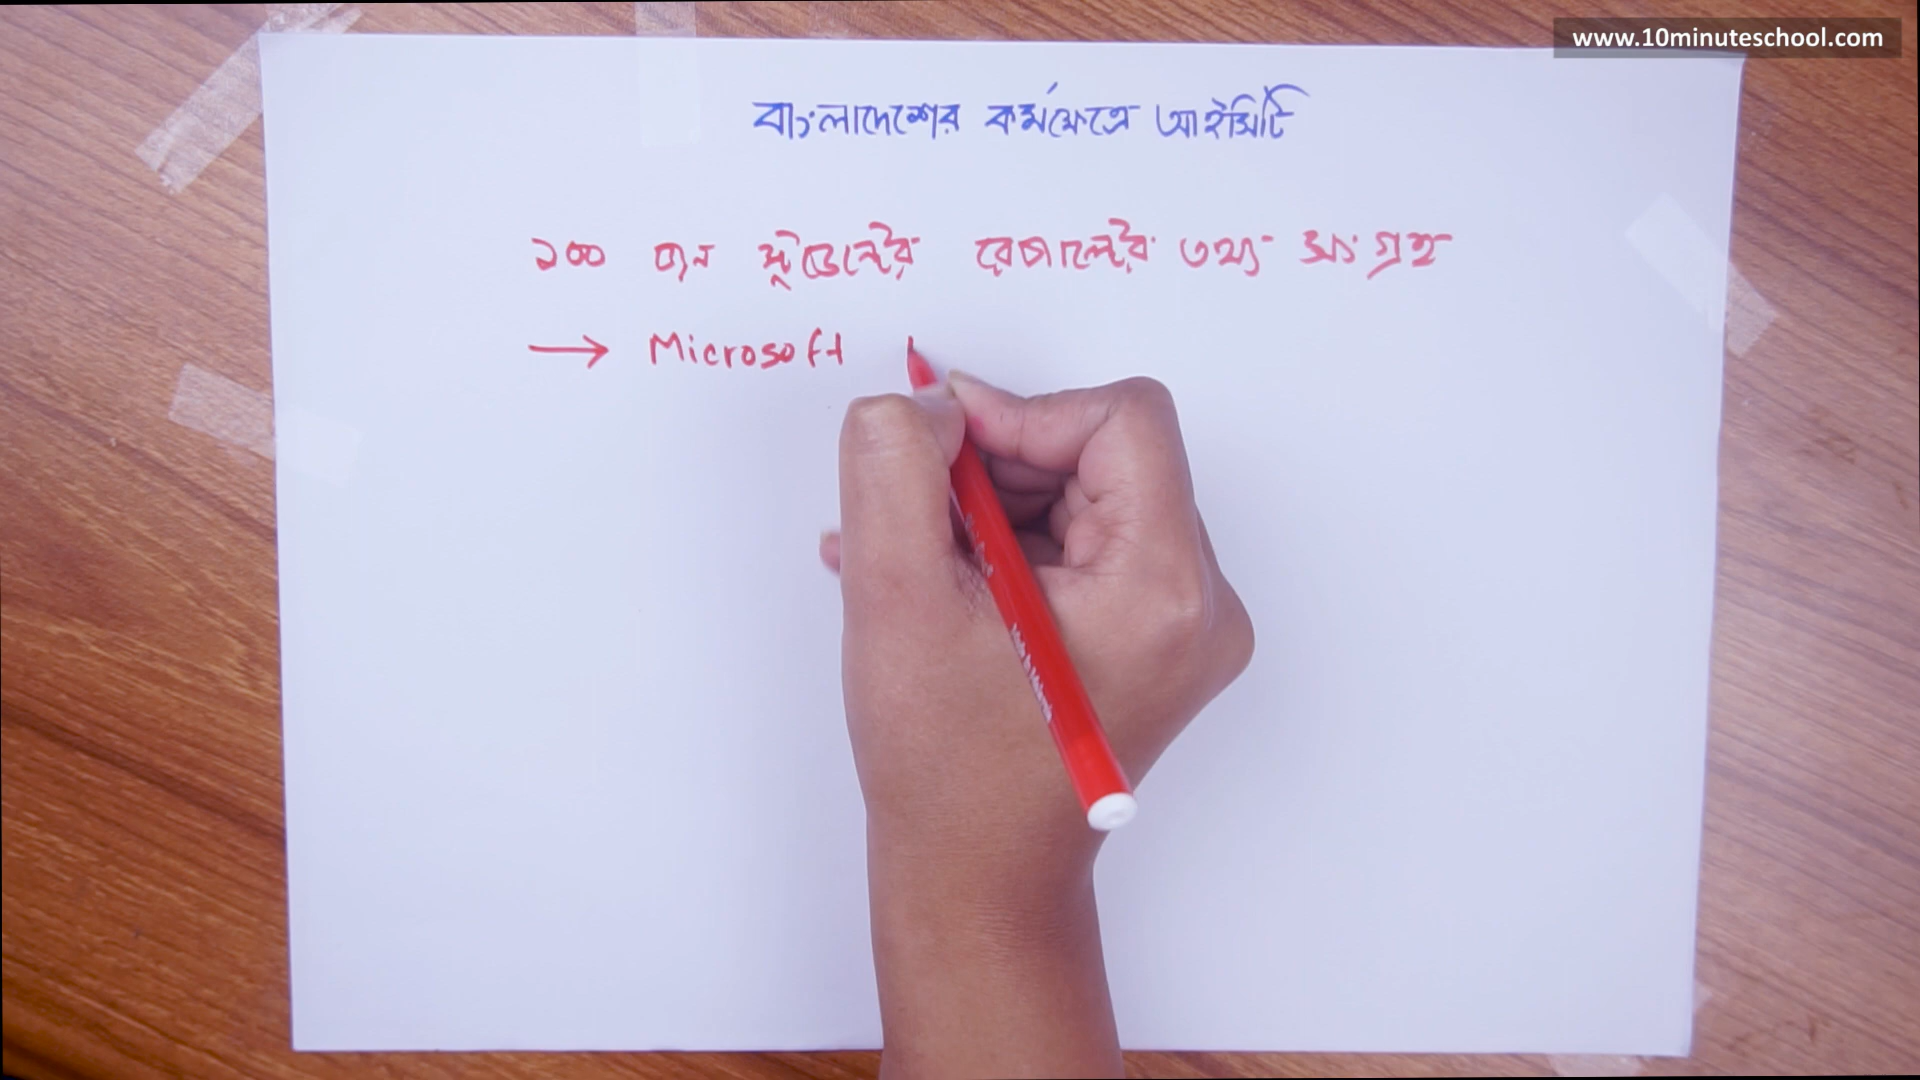 www.10minuteschool.com
বাংলাদেশের কর্মক্ষেত্রে আইসিটি
১০০ জন স্টুডেন্টের রেজাল্টের তথ্য সংগ্রহ
→ Microsoft